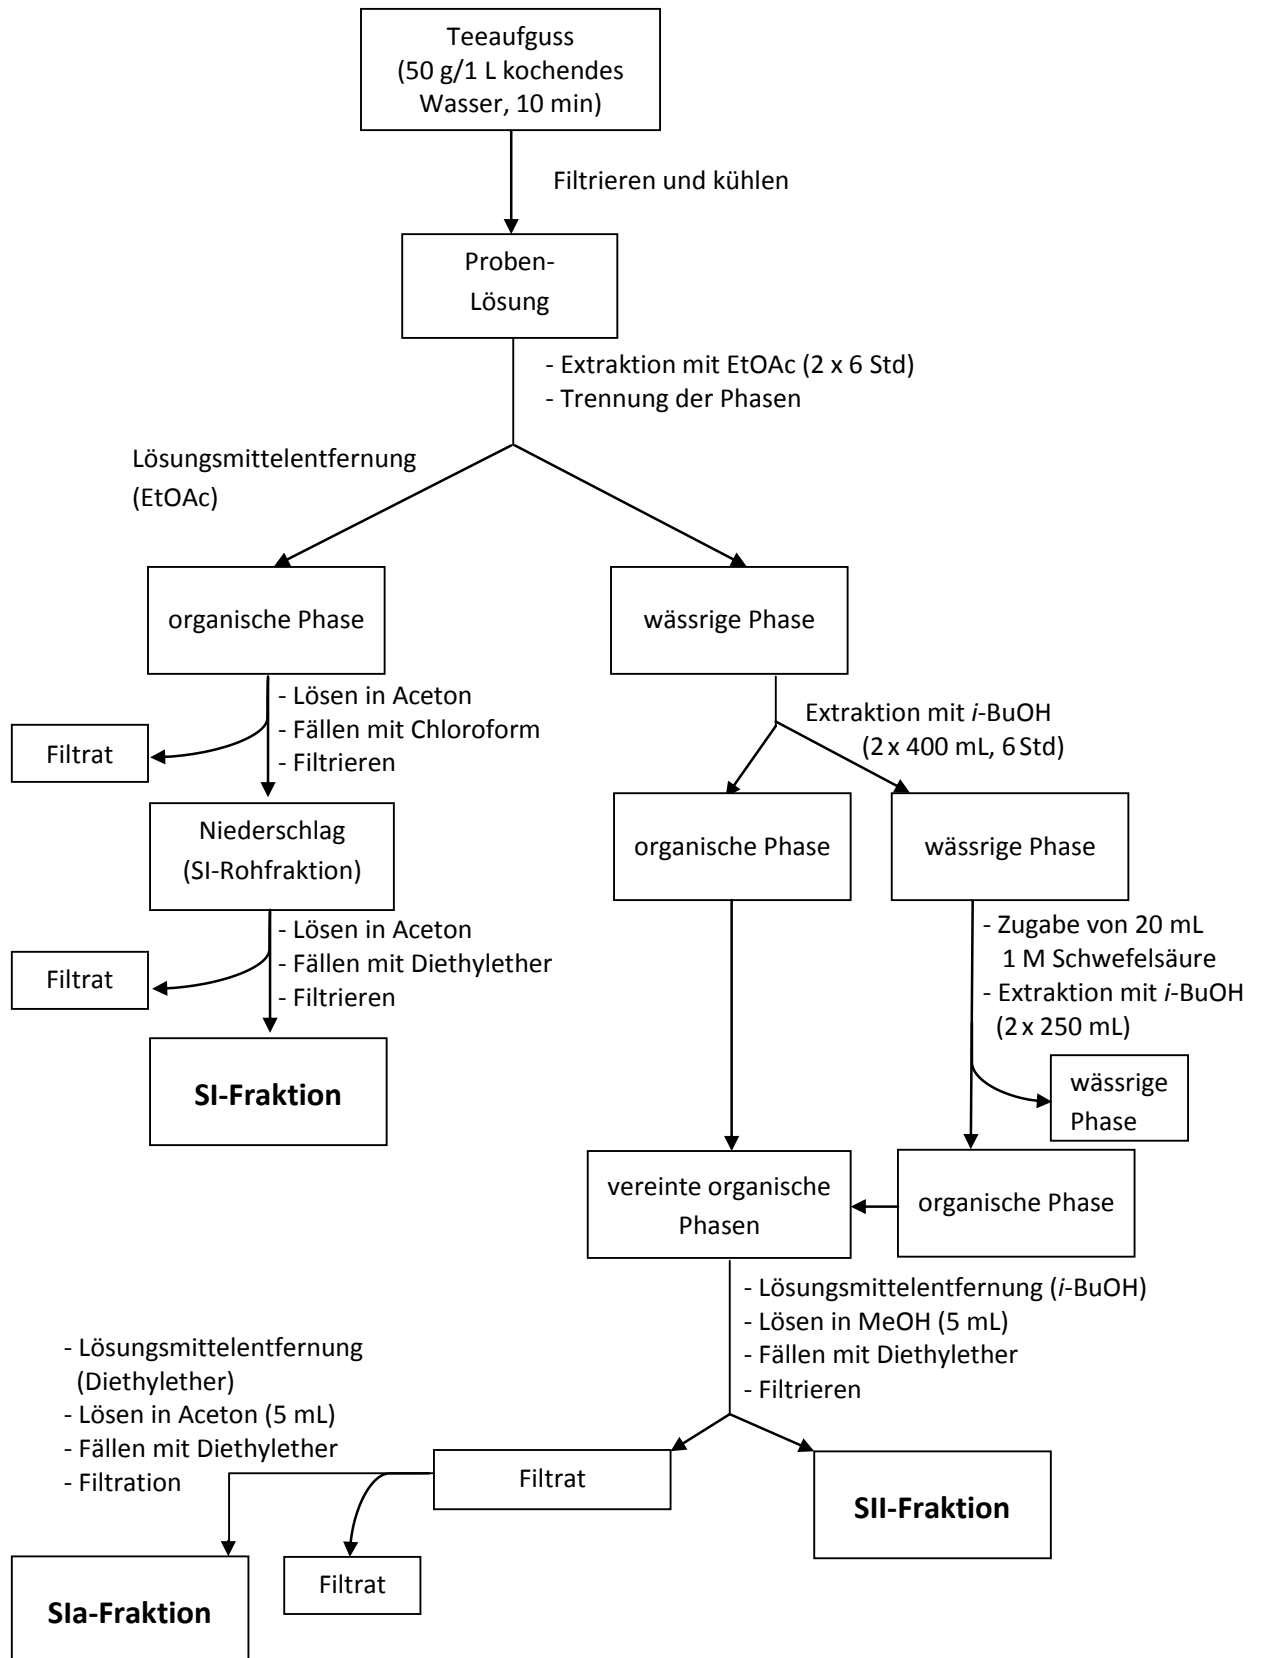 Teeaufguss
(50 g/1 L kochendes
Wasser, 10 min)
Filtrieren und kühlen
Proben-
Lösung
- Extraktion mit EtOAc (2 x 6 Std)
- Trennung der Phasen
Lösungsmittelentfernung
(EtOAc)
organische Phase
wässrige Phase
- Lösen in Aceton
- Fällen mit Chloroform
- Filtrieren
Filtrat
Extraktion mit i-BuOH
(2 x 400 mL, 6 Std)
Niederschlag
(SI-Rohfraktion)
organische Phase
wässrige Phase
- Lösen in Aceton
- Fällen mit Diethylether
- Filtrieren
Filtrat
- Zugabe von 20 mL
1 M Schwefelsäure
- Extraktion mit i-BuOH
(2 x 250 mL)
SI-Fraktion
wässrige
Phase
vereinte organische
Phasen
organische Phase
- Lösungsmittelentfernung (i-BuOH)
- Lösen in MeOH (5 mL)
- Fällen mit Diethylether
- Filtrieren
- Lösungsmittelentfernung
(Diethylether)
- Lösen in Aceton (5 mL)
- Fällen mit Diethylether
- Filtration
Filtrat
SII-Fraktion
Filtrat
SIa-Fraktion